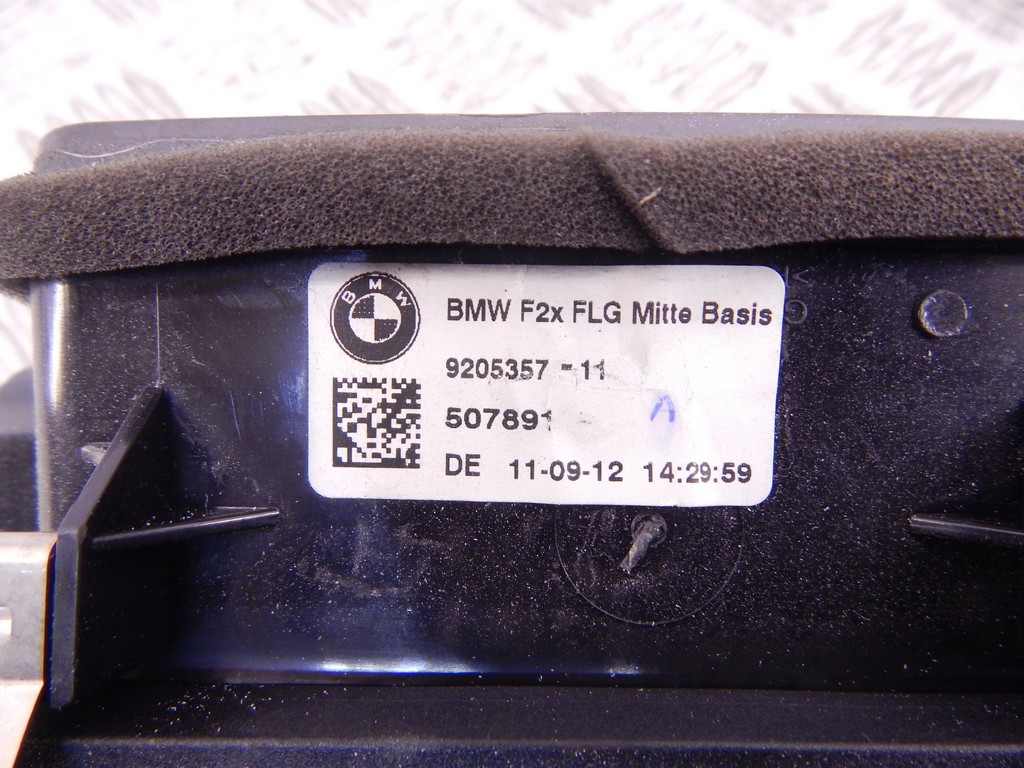 BMW
BMW F2x FLG Mitte Basis
9205357 - 11
507891
A
DE 11-09-12 14:29:59